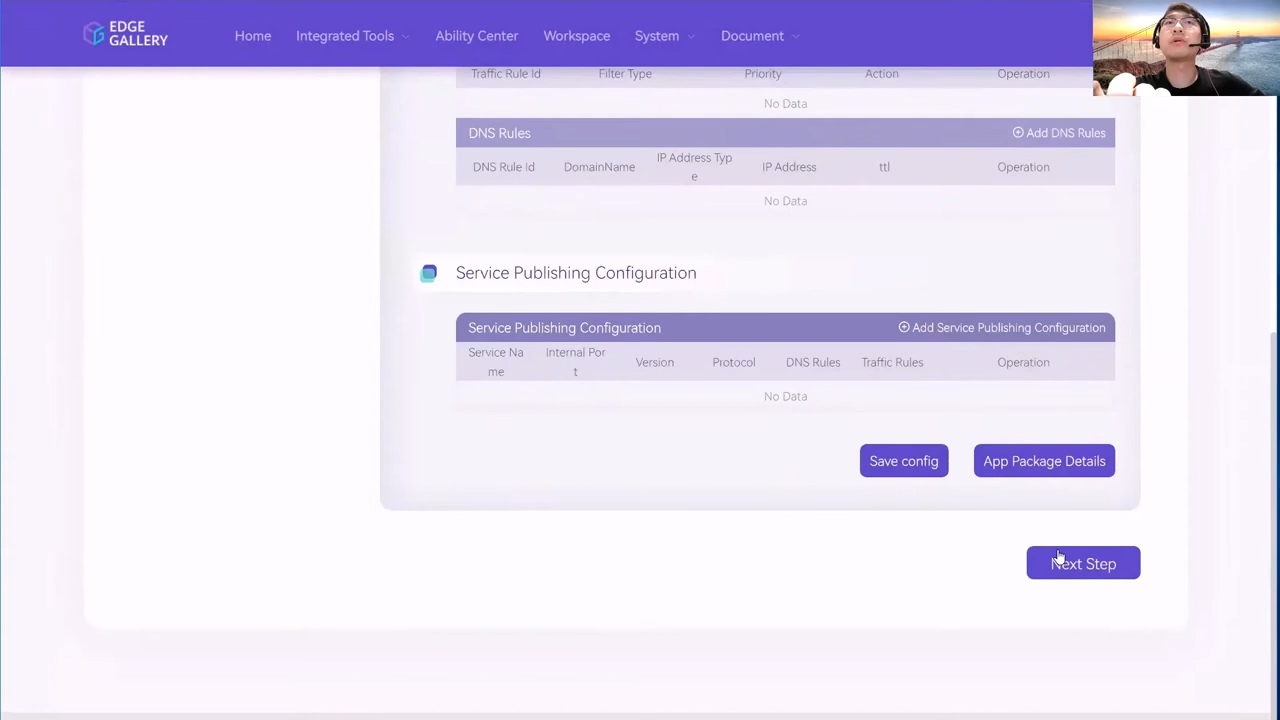 EDGE
GALLERY
Home Integrated Tools Ability Center Workspace System Document
Traffic Rule Id Filter Type Priority Action Operation
No Data
DNS Rules Add DNS Rules
DNS Rule Id DomainName IP Address Typ
e IP Address ttl Operation
No Data
Service Publishing Configuration
Service Publishing Configuration Add Service Publishing Configuration
Service Na
me Internal Por
t Version Protocol DNS Rules Traffic Rules Operation
No Data
Save config App Package Details
Next Step